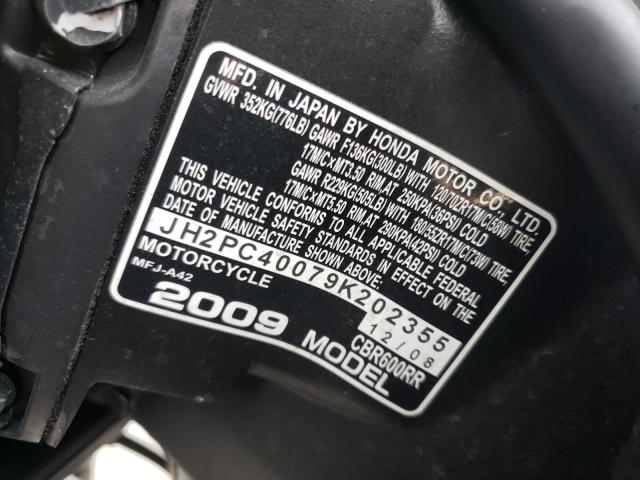 MFD. IN JAPAN BY HONDA MOTOR CO., LTD.
GVWR 352KG(776LB) GAWR F136KG(300LB) WITH 120/70ZR17M/C(58W) TIRE,
17M/C×MT3.50 RIM, AT 250KPA(36PSI) COLD
GAWR R229KG(505LB) WITH 180/55ZR17M/C(73W) TIRE,
17M/C×MT5.50 RIM, AT 290KPA(42PSI) COLD
THIS VEHICLE CONFORMS TO ALL APPLICABLE FEDERAL
MOTOR VEHICLE SAFETY STANDARDS IN EFFECT ON THE
DATE OF MANUFACTURE SHOWN ABOVE:
JH2PC40079K202355
MOTORCYCLE 12/08
MFJ-A42 CBR600RR
2009 MODEL